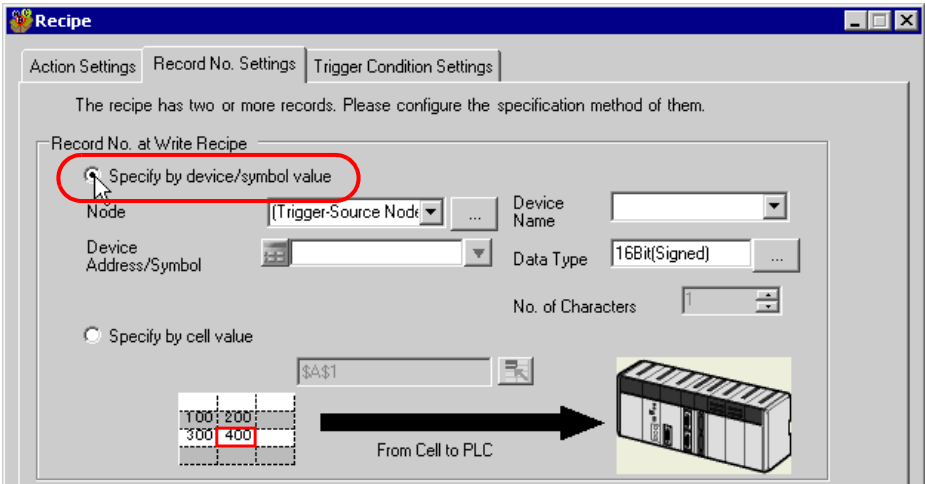 Recipe
Action Settings Record No. Settings Trigger Condition Settings
The recipe has two or more records. Please configure the specification method of them.
Record No. at Write Recipe
Specify by device/symbol value
Node (Trigger-Source Node ... Device Name
Device Address/Symbol Data Type 16Bit(Signed) ...
No. of Characters 1
Specify by cell value
$A$1
100 200
300 400
From Cell to PLC